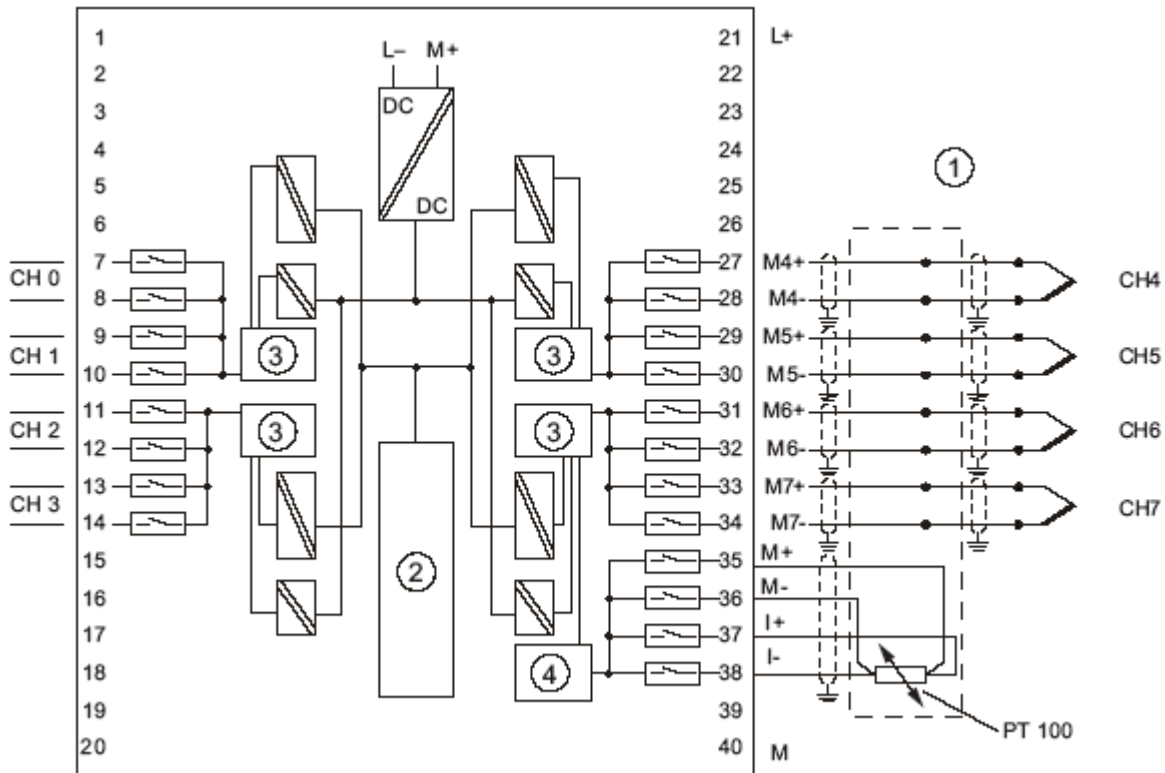 1 21 L+
L– M+
2 22
DC
3 23
4 24
①
5 25
DC
6 26
7 27 M4+
CH 0 CH4
8 28 M4-
9 29 M5+
③ ③
CH 1 CH5
10 30 M5-
11 31 M6+
③ ③
CH 2 CH6
12 32 M6-
13 33 M7+
CH 3 CH7
14 34 M7-
15 35 M+
②
16 36 M-
17 37 I+
I-
18 ④ 38
19 39
PT 100
20 40 M